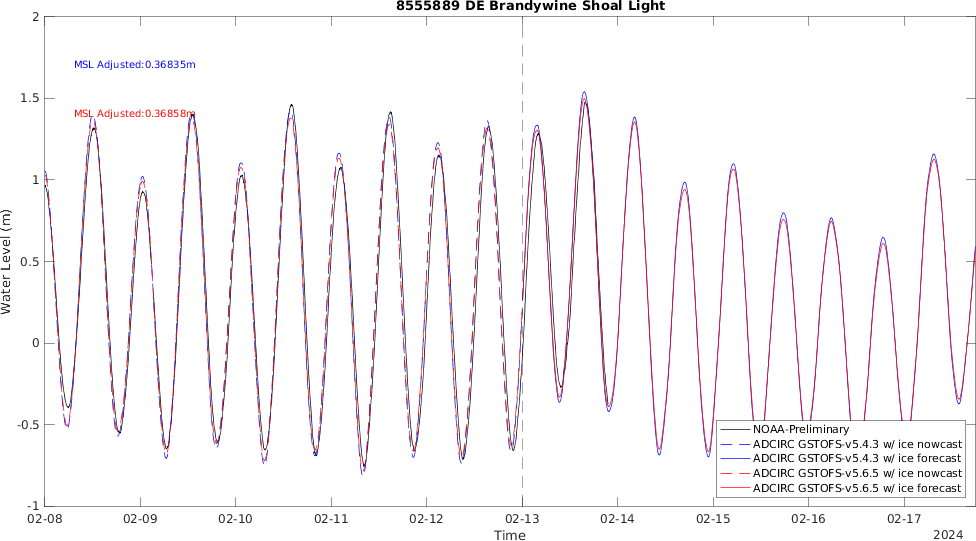 8555889 DE Brandywine Shoal Light
2
MSL Adjusted:0.36835m
1.5
MSL Adjusted:0.36858m
1
Water Level (m)
0.5
0
-0.5
-1
NOAA-Preliminary
ADCIRC GSTOFS-v5.4.3 w/ ice nowcast
ADCIRC GSTOFS-v5.4.3 w/ ice forecast
ADCIRC GSTOFS-v5.6.5 w/ ice nowcast
ADCIRC GSTOFS-v5.6.5 w/ ice forecast
02-08 02-09 02-10 02-11 02-12 02-13 02-14 02-15 02-16 02-17
Time
2024